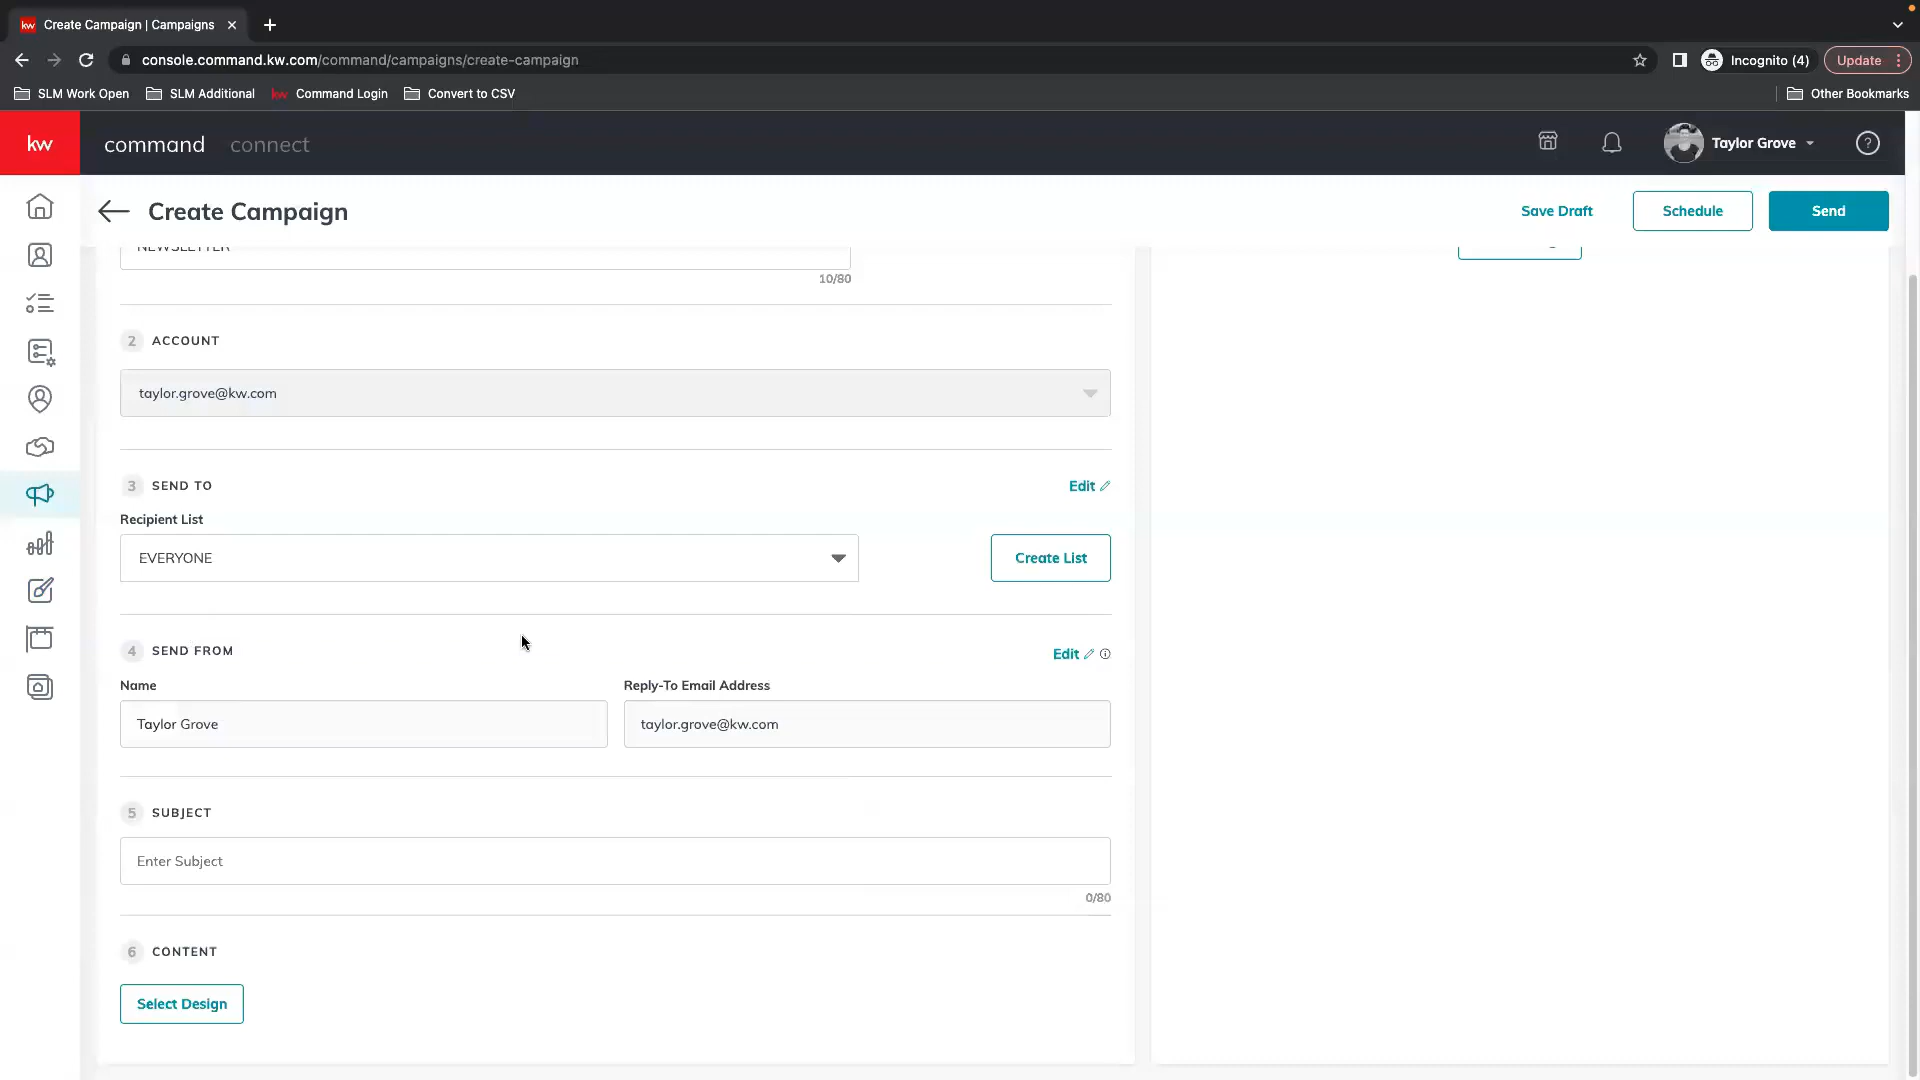 kw Create Campaign | Campaigns
console.command.kw.com/command/campaigns/create-campaign
Incognito (4)
Update
SLM Work Open
SLM Additional
kw Command Login
Convert to CSV
Other Bookmarks
kw
command connect
Taylor Grove
?
Create Campaign
Save Draft
Schedule
Send
NEWSLETTER
10/80
2 ACCOUNT
taylor.grove@kw.com
3 SEND TO
Edit
Recipient List
EVERYONE
Create List
4 SEND FROM
Edit
Name
Reply-To Email Address
Taylor Grove
taylor.grove@kw.com
5 SUBJECT
Enter Subject
0/80
6 CONTENT
Select Design